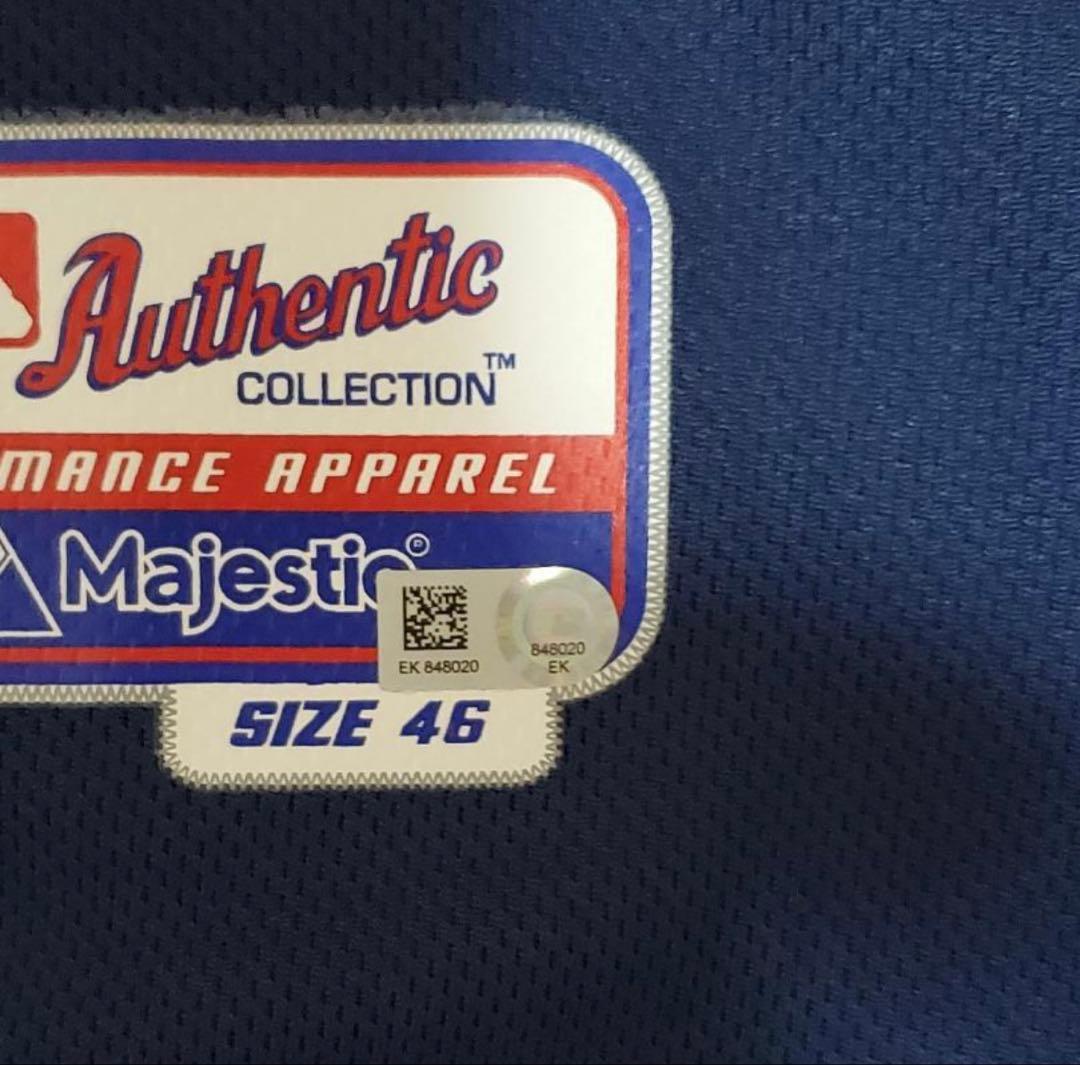 Authentic
COLLECTION™
MANCE APPAREL
Majestic®
EK 848020
848020
EK
SIZE 46